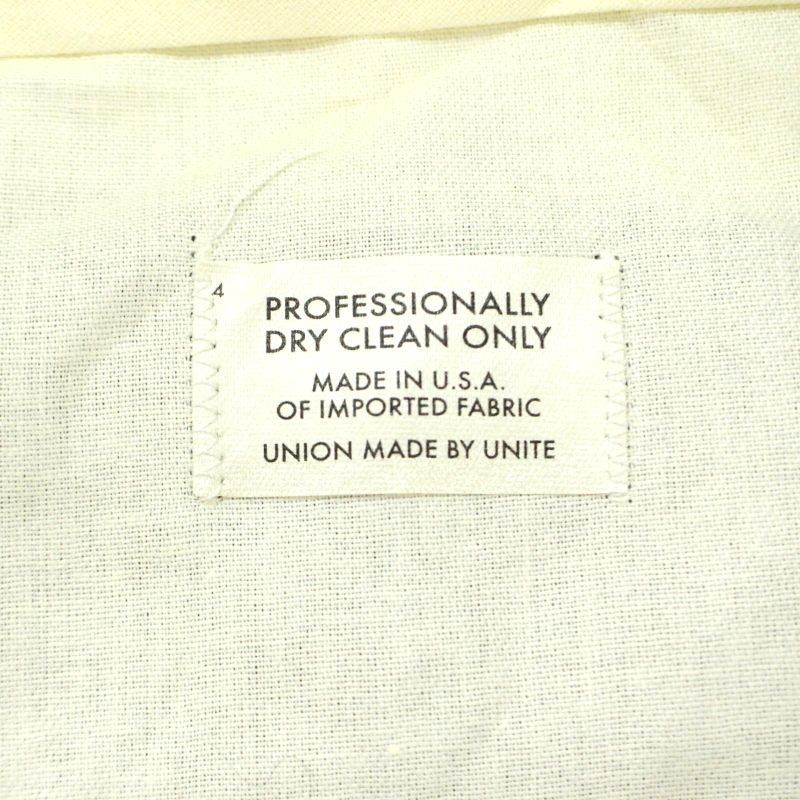 4
PROFESSIONALLY
DRY CLEAN ONLY
MADE IN U.S.A.
OF IMPORTED FABRIC
UNION MADE BY UNITE